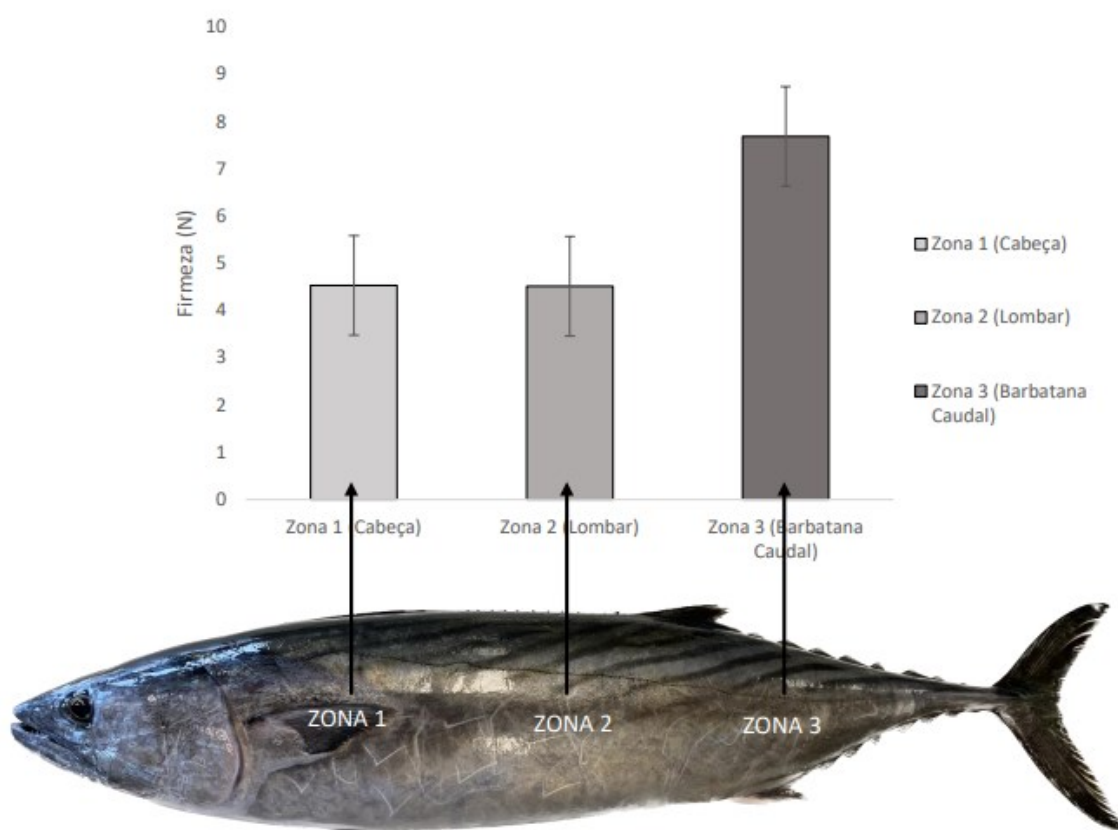 10
9
8
7
6
5
4
3
2
1
0
Firmeza (N)
Zona 1 (Cabeça)
Zona 2 (Lombar)
Zona 3 (Barbatana
Caudal)
Zona 1 (Cabeça)
Zona 2 (Lombar)
Zona 3 (Barbatana
Caudal)
ZONA 1
ZONA 2
ZONA 3